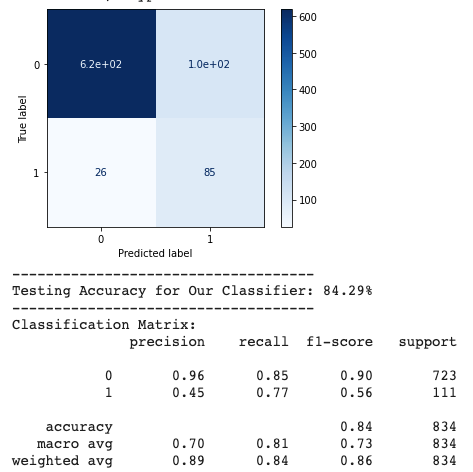 600
0
6.2e+02
1.0e+02
500
400
True label
300
1
26
85
200
100
0
1
Predicted label
------------------------------------
Testing Accuracy for Our Classifier: 84.29%
------------------------------------
Classification Matrix:
precision recall f1-score support
0 0.96 0.85 0.90 723
1 0.45 0.77 0.56 111
accuracy 0.84 834
macro avg 0.70 0.81 0.73 834
weighted avg 0.89 0.84 0.86 834